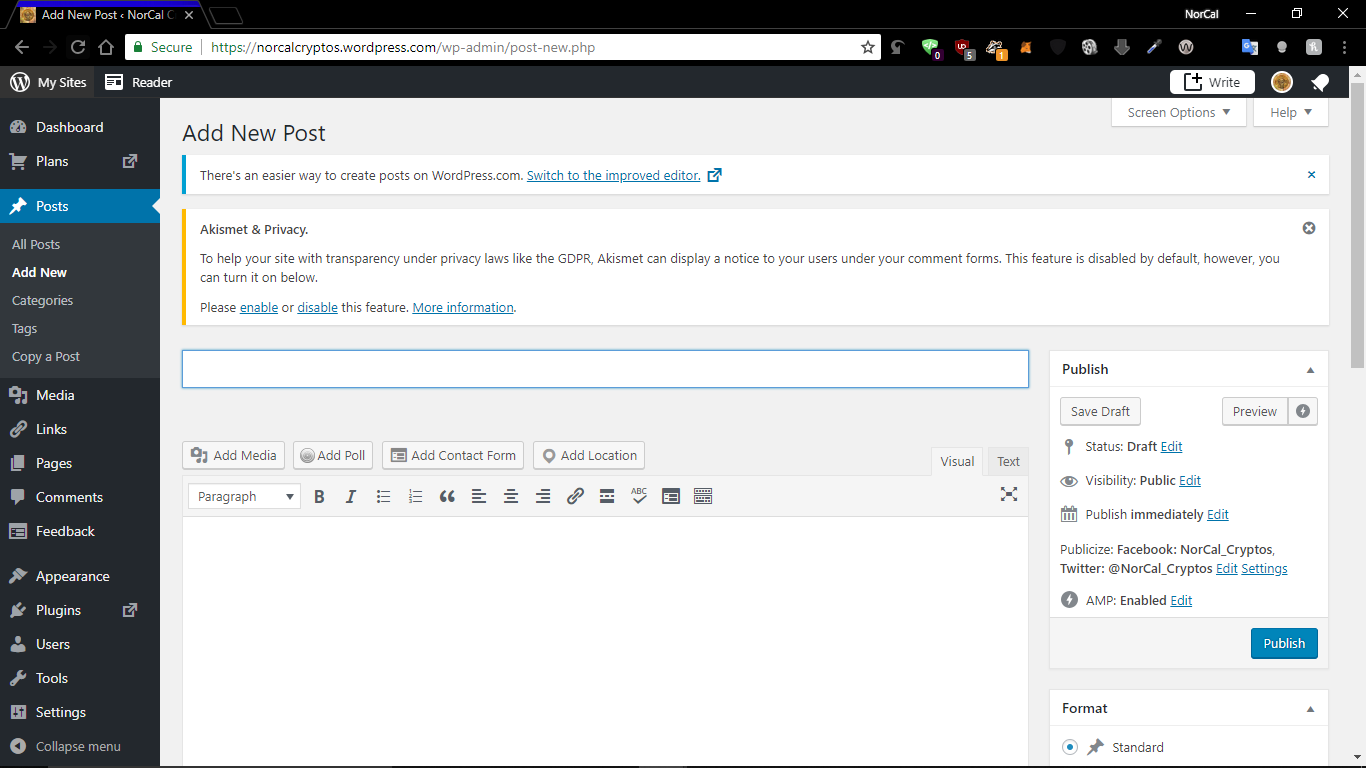 Add New Post ‹ NorCal C
NorCal
Secure
https://norcalcryptos.wordpress.com/wp-admin/post-new.php
0
UD
5
1
My Sites
Reader
Write
Dashboard
Plans
Posts
All Posts
Add New
Categories
Tags
Copy a Post
Media
Links
Pages
Comments
Feedback
Appearance
Plugins
Users
Tools
Settings
Collapse menu
Screen Options
Help
Add New Post
There's an easier way to create posts on WordPress.com. Switch to the improved editor.
Akismet & Privacy.
To help your site with transparency under privacy laws like the GDPR, Akismet can display a notice to your users under your comment forms. This feature is disabled by default, however, you
can turn it on below.
Please enable or disable this feature. More information.
Add Media
Add Poll
Add Contact Form
Add Location
Visual
Text
Paragraph
B
I
ABC
Publish
Save Draft
Preview
Status: Draft Edit
Visibility: Public Edit
Publish immediately Edit
Publicize: Facebook: NorCal_Cryptos,
Twitter: @NorCal_Cryptos Edit Settings
AMP: Enabled Edit
Publish
Format
Standard